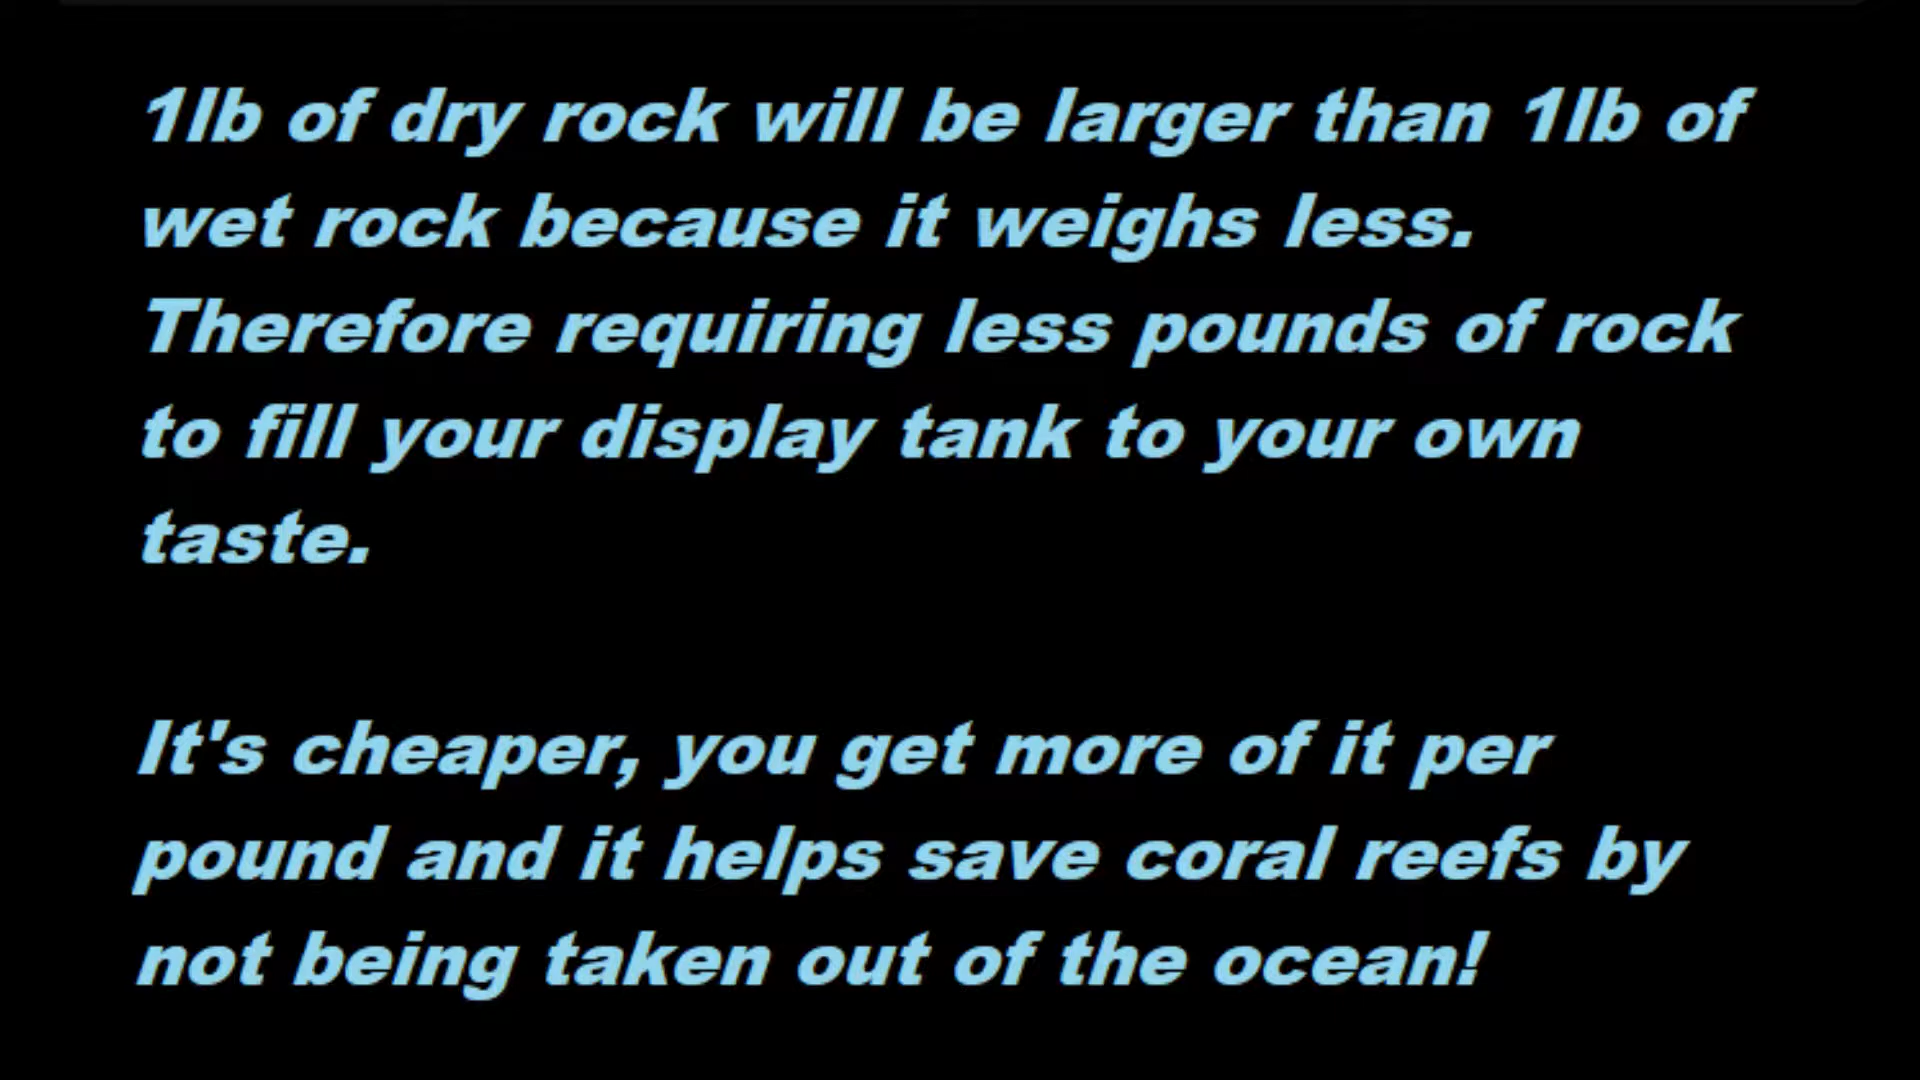 1lb of dry rock will be larger than 1lb of
wet rock because it weighs less.
Therefore requiring less pounds of rock
to fill your display tank to your own
taste.
It's cheaper, you get more of it per
pound and it helps save coral reefs by
not being taken out of the ocean!